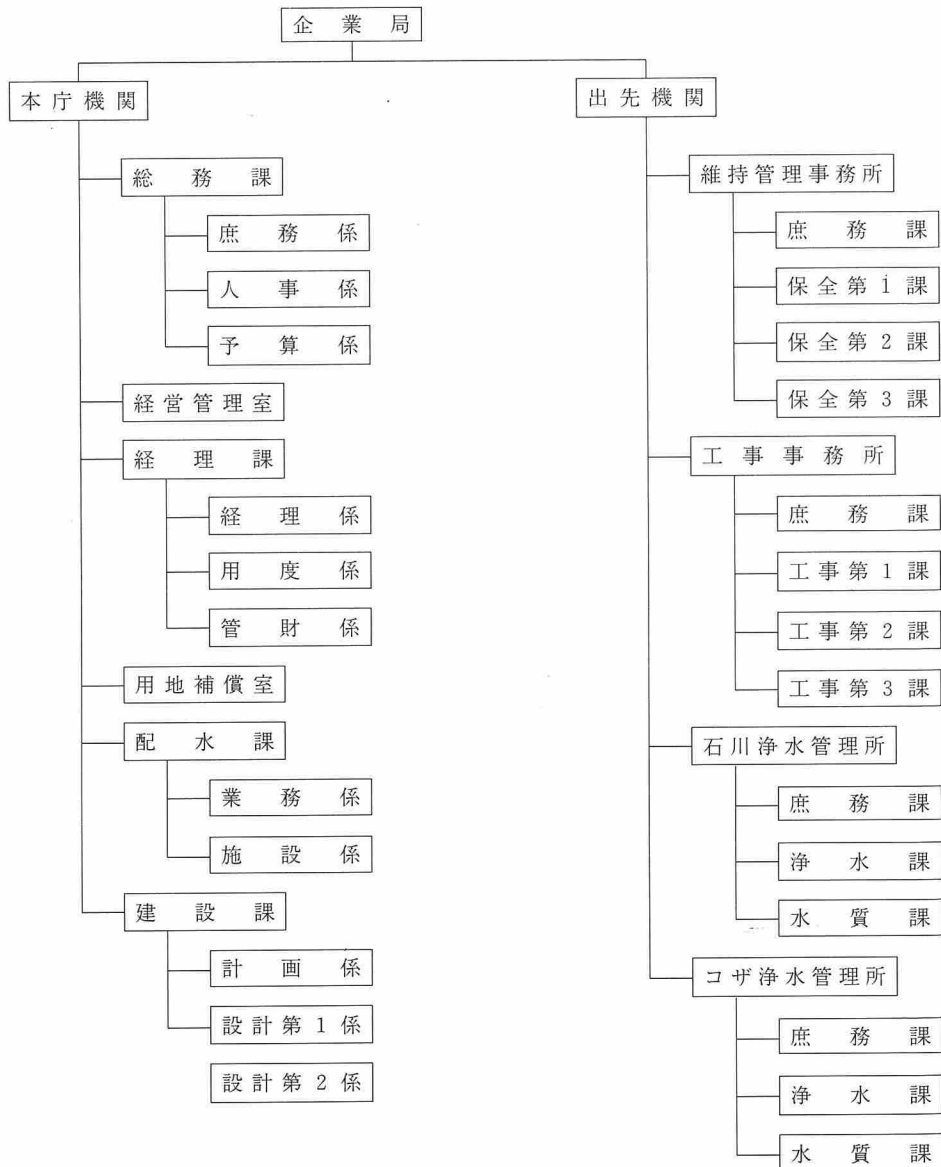 企業局
本庁機関
総務課
庶務係
人事係
予算係
経営管理室
経理課
経理係
用度係
管財係
用地補償室
配水課
業務係
施設係
建設課
計画係
設計第1係
設計第2係
出先機関
維持管理事務所
庶務課
保全第1課
保全第2課
保全第3課
工事事務所
庶務課
工事第1課
工事第2課
工事第3課
石川浄水管理所
庶務課
浄水課
水質課
コザ浄水管理所
庶務課
浄水課
水質課